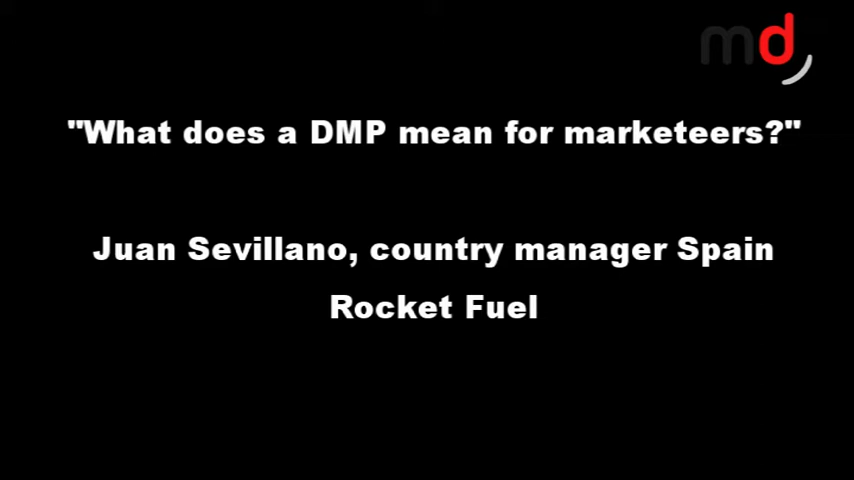 md
"What does a DMP mean for marketeers?"
Juan Sevillano, country manager Spain
Rocket Fuel